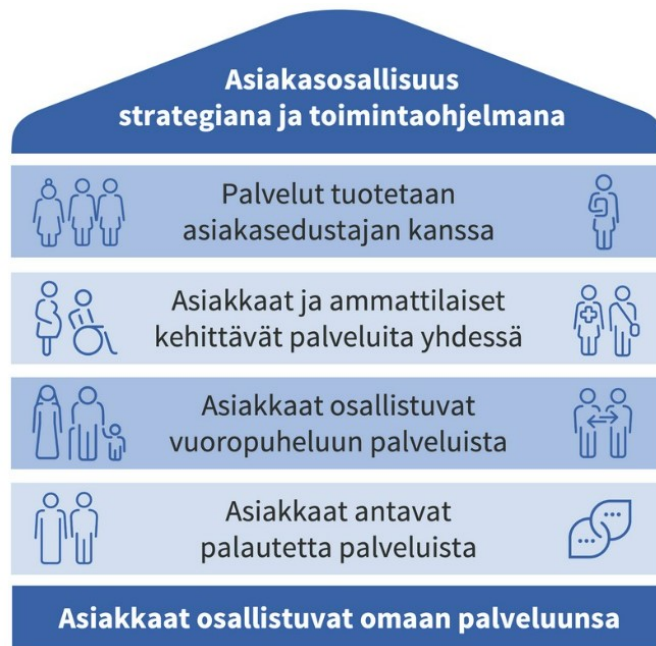 Asiakasosallisuus
strategiana ja toimintaohjelmana
Palvelut tuotetaan
asiakasedustajan kanssa
Asiakkaat ja ammattilaiset
kehittävät palveluita yhdessä
Asiakkaat osallistuvat
vuoropuheluun palveluista
Asiakkaat antavat
palautetta palveluista
Asiakkaat osallistuvat omaan palveluunsa